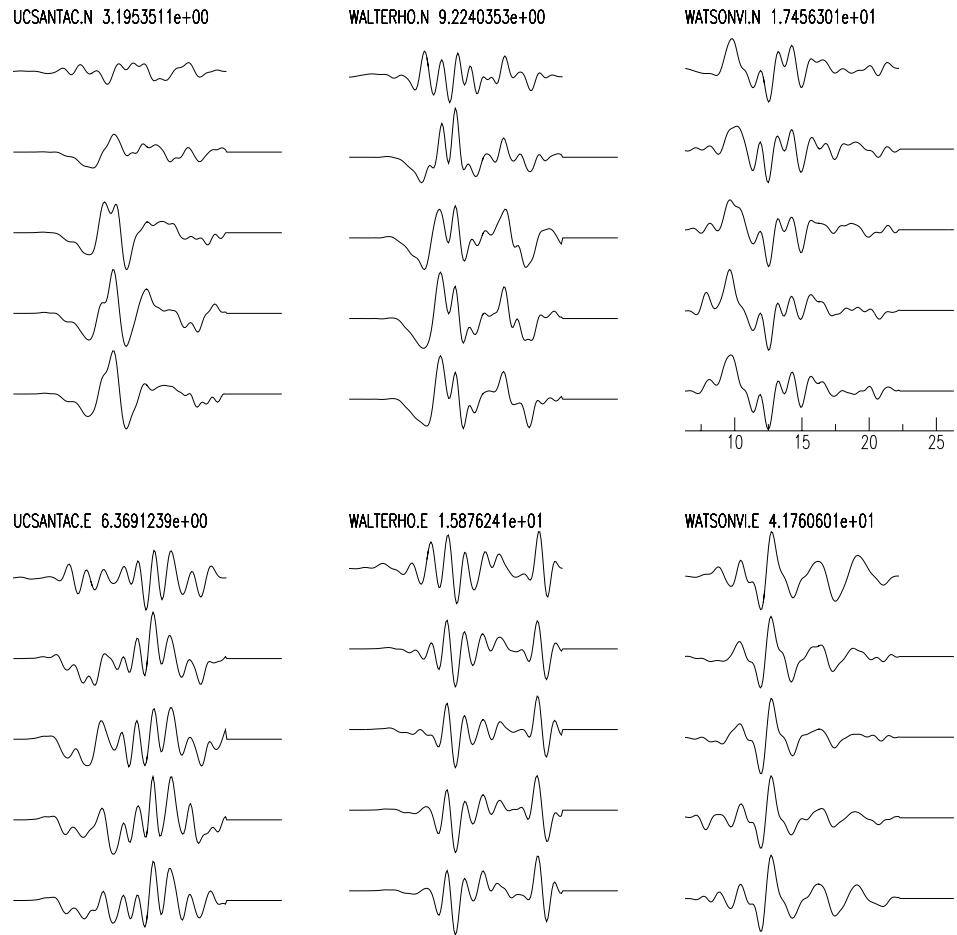 UCSANTAC.N 3.1953511e+00
WALTERHO.N 9.2240353e+00
WATSONVI.N 1.7456301e+01
10 15 20 25
UCSANTAC.E 6.3691239e+00
WALTERHO.E 1.5876241e+01
WATSONVI.E 4.1760601e+01